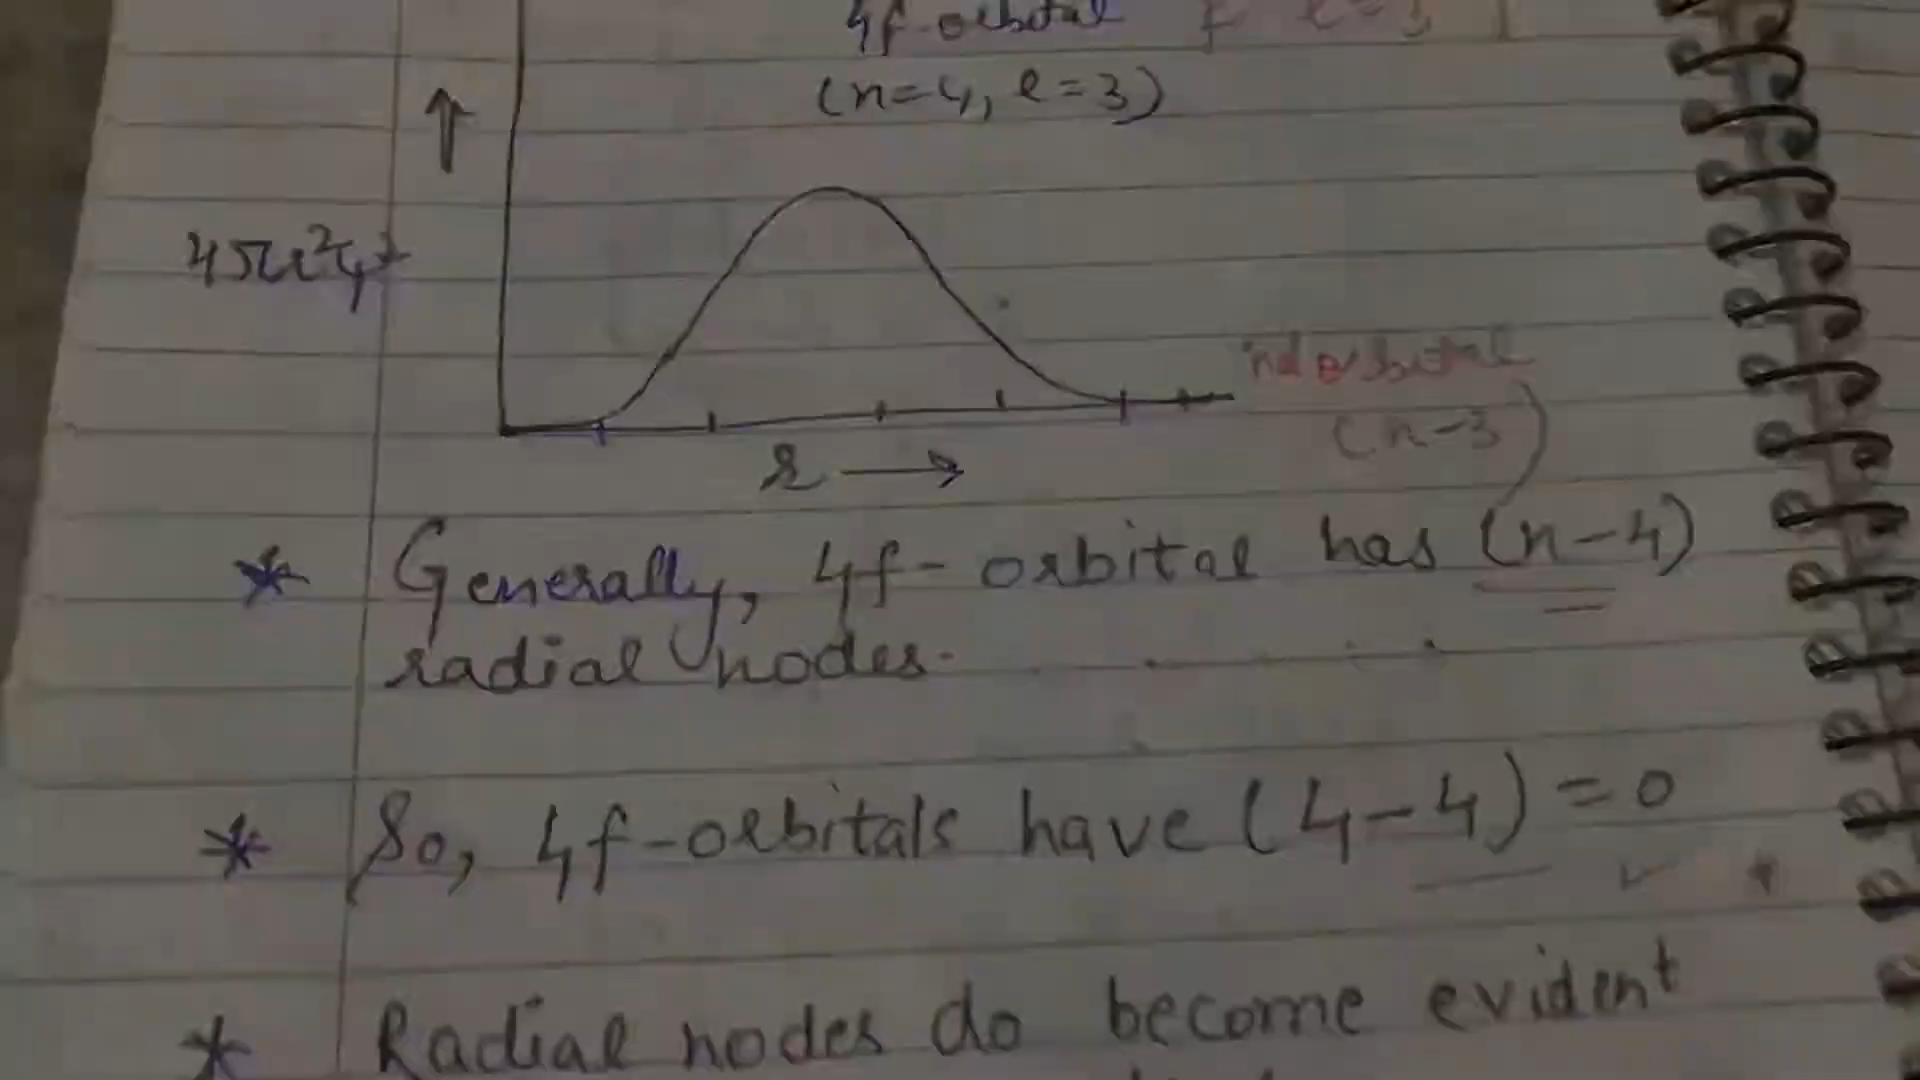 4f-orbital f l=3
(n=4, l=3)
↑
4πr²ψ²
nd orbital
(n-3)
r →
* Generally, 4f-orbital has (n-4)
radial nodes.
* So, 4f-orbitals have (4-4) = 0
* Radial nodes do become evident